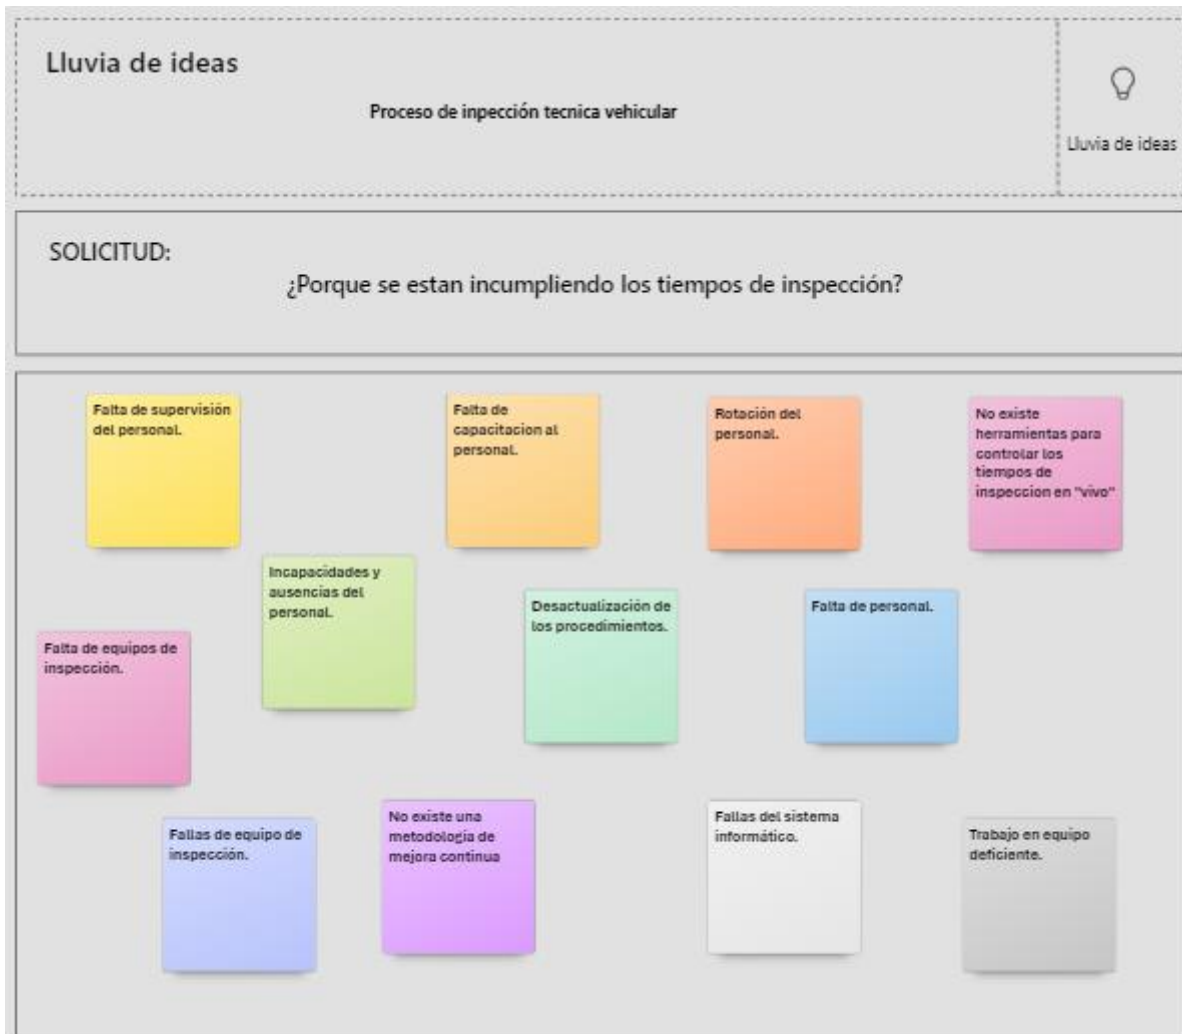 Lluvia de ideas
Proceso de inpección tecnica vehicular
Lluvia de ideas
SOLICITUD:
¿Porque se estan incumpliendo los tiempos de inspección?
Falta de supervisión
del personal.
Falta de
capacitacion al
personal.
Rotación del
personal.
No existe
herramientas para
controlar los
tiempos de
inspeccion en "vivo"
Incapacidades y
ausencias del
personal.
Desactualización de
los procedimientos.
Falta de personal.
Falta de equipos de
inspección.
Fallas de equipo de
inspección.
No existe una
metodología de
mejora continua
Fallas del sistema
informático.
Trabajo en equipo
deficiente.